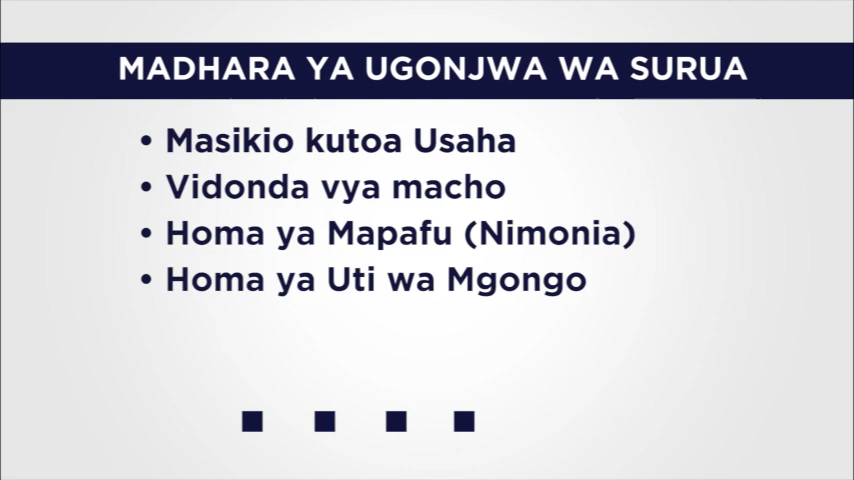 MADHARA YA UGONJWA WA SURUA
• Masikio kutoa Usaha
• Vidonda vya macho
• Homa ya Mapafu (Nimonia)
• Homa ya Uti wa Mgongo